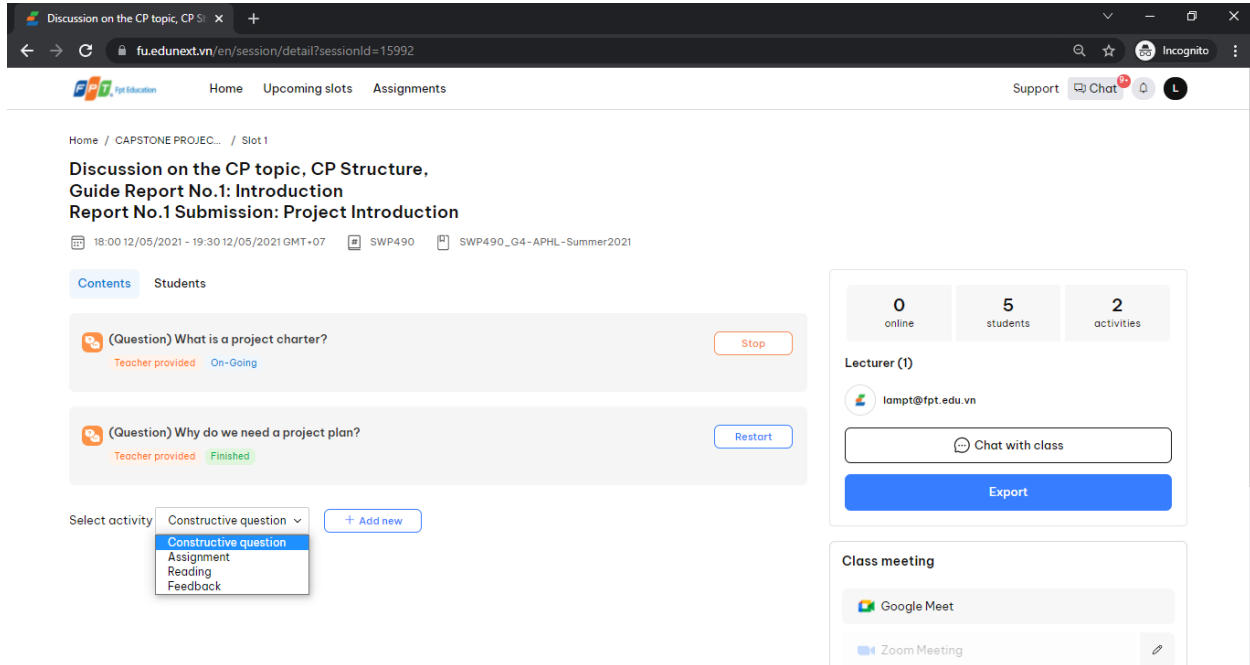 Discussion on the CP topic, CP St
fu.edunext.vn/en/session/detail?sessionId=15992
Incognito
FPT Fpt Education
Home
Upcoming slots
Assignments
Support
Chat
9+
L
Home / CAPSTONE PROJEC... / Slot 1
Discussion on the CP topic, CP Structure,
Guide Report No.1: Introduction
Report No.1 Submission: Project Introduction
18:00 12/05/2021 - 19:30 12/05/2021 GMT+07
# SWP490
SWP490_G4-APHL-Summer2021
Contents
Students
(Question) What is a project charter?
Teacher provided
On-Going
Stop
(Question) Why do we need a project plan?
Teacher provided
Finished
Restart
Select activity
Constructive question
+ Add new
Constructive question
Assignment
Reading
Feedback
0
online
5
students
2
activities
Lecturer (1)
lampt@fpt.edu.vn
Chat with class
Export
Class meeting
Google Meet
Zoom Meeting